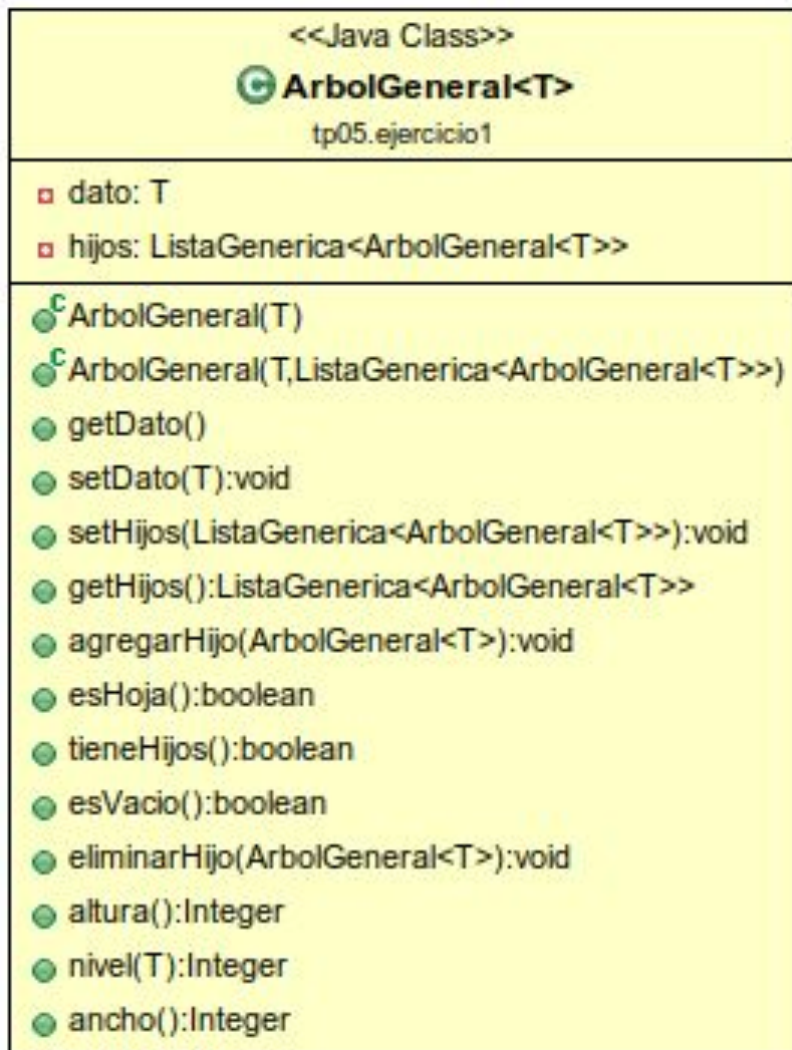 <<Java Class>>
ArbolGeneral<T>
tp05.ejercicio1
dato: T
hijos: ListaGenerica<ArbolGeneral<T>>
ArbolGeneral(T)
ArbolGeneral(T,ListaGenerica<ArbolGeneral<T>>)
getDato()
setDato(T):void
setHijos(ListaGenerica<ArbolGeneral<T>>):void
getHijos():ListaGenerica<ArbolGeneral<T>>
agregarHijo(ArbolGeneral<T>):void
esHoja():boolean
tieneHijos():boolean
esVacio():boolean
eliminarHijo(ArbolGeneral<T>):void
altura():Integer
nivel(T):Integer
ancho():Integer